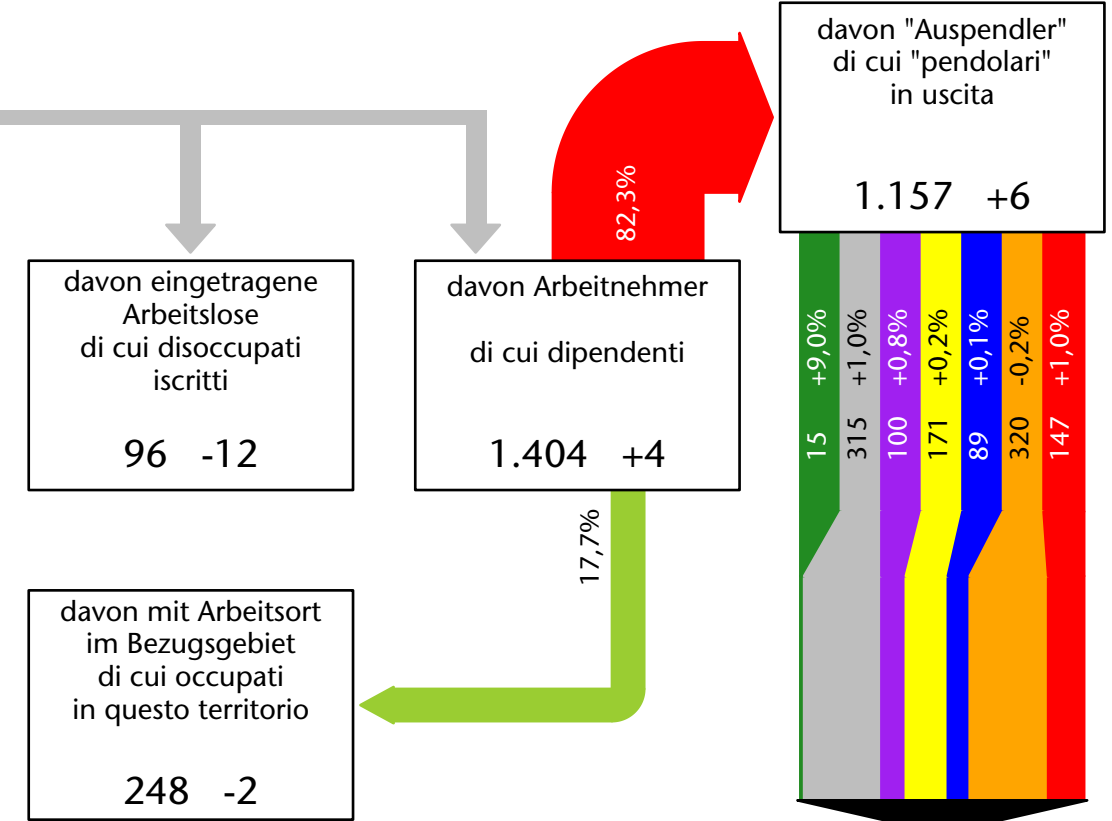 davon "Auspendler"
di cui "pendolari"
in uscita
1.157 +6
82,3%
davon eingetragene
Arbeitslose
di cui disoccupati
iscritti
96 -12
davon Arbeitnehmer
di cui dipendenti
1.404 +4
15 +9,0%
315 +1,0%
100 +0,8%
171 +0,2%
89 +0,1%
320 -0,2%
147 +1,0%
17,7%
davon mit Arbeitsort
im Bezugsgebiet
di cui occupati
in questo territorio
248 -2